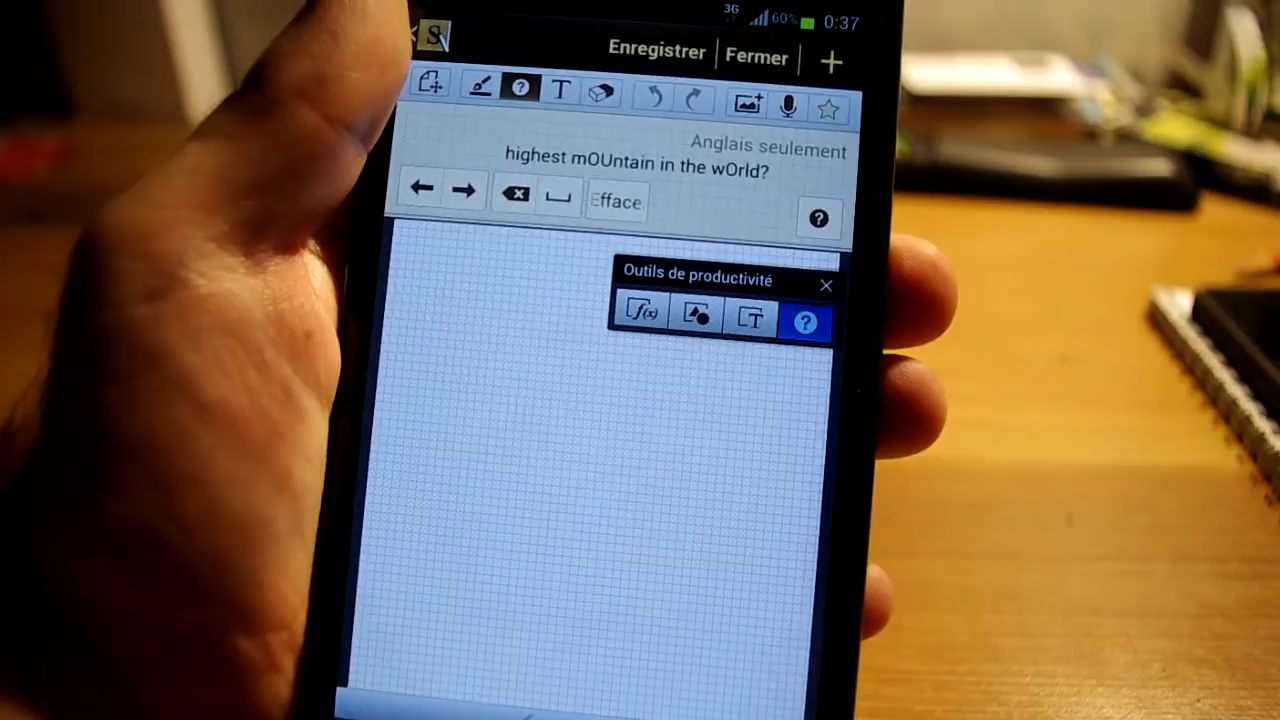 3G 60% 0:37
S Enregistrer Fermer +
T
Anglais seulement
highest mOUntain in the wOrld?
Efface
Outils de productivité
f(x) T ?